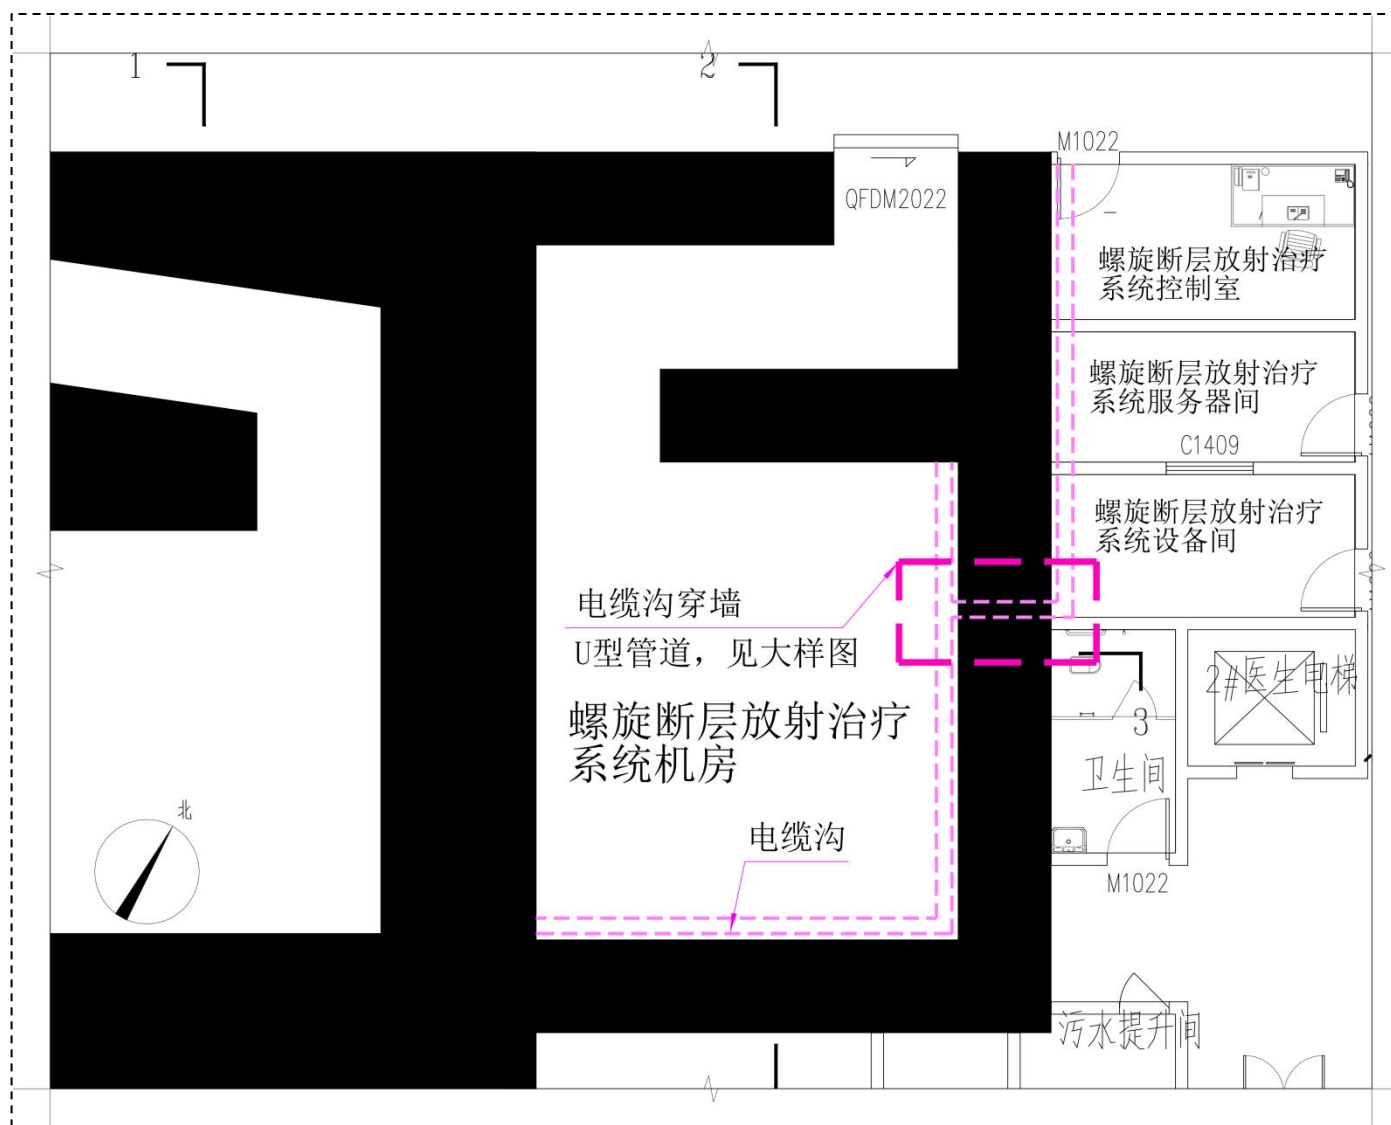 1
2
M1022
QFDM2022
螺旋断层放射治疗
系统控制室
螺旋断层放射治疗
系统服务器间
C1409
螺旋断层放射治疗
系统设备间
电缆沟穿墙
U型管道，见大样图
2#医生电梯
螺旋断层放射治疗
系统机房
3
卫生间
北
电缆沟
M1022
污水提升间